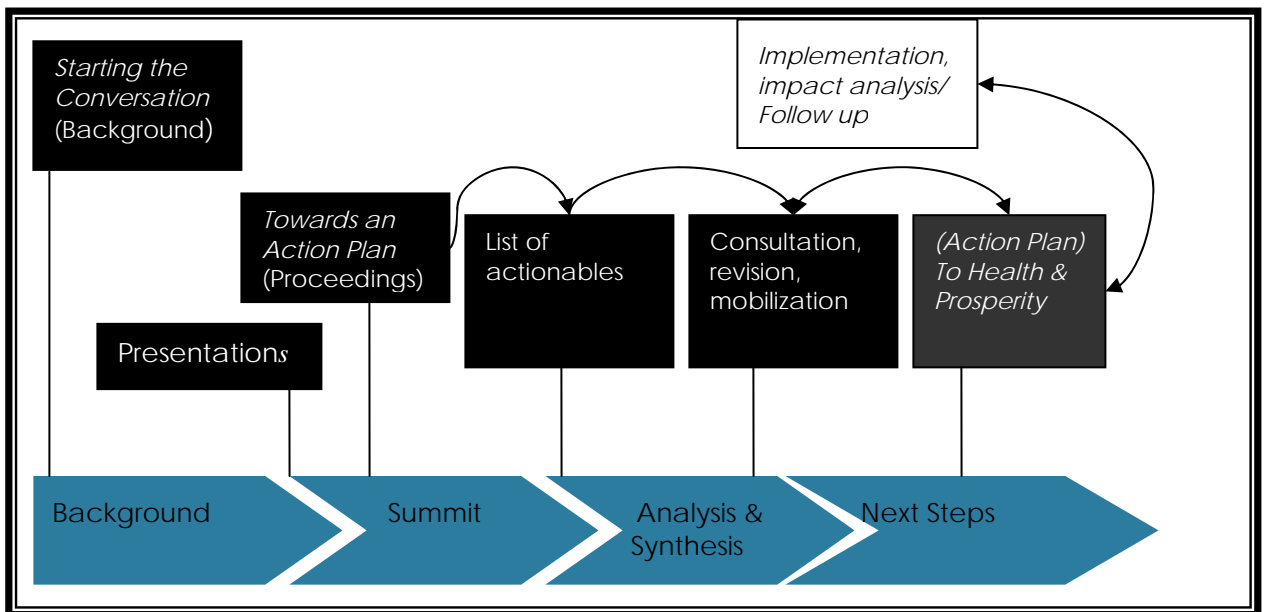 Starting the
Conversation
(Background)
Implementation,
impact analysis/
Follow up
Towards an
Action Plan
(Proceedings)
List of
actionables
Consultation,
revision,
mobilization
(Action Plan)
To Health &
Prosperity
Presentations
Background
Summit
Analysis &
Synthesis
Next Steps